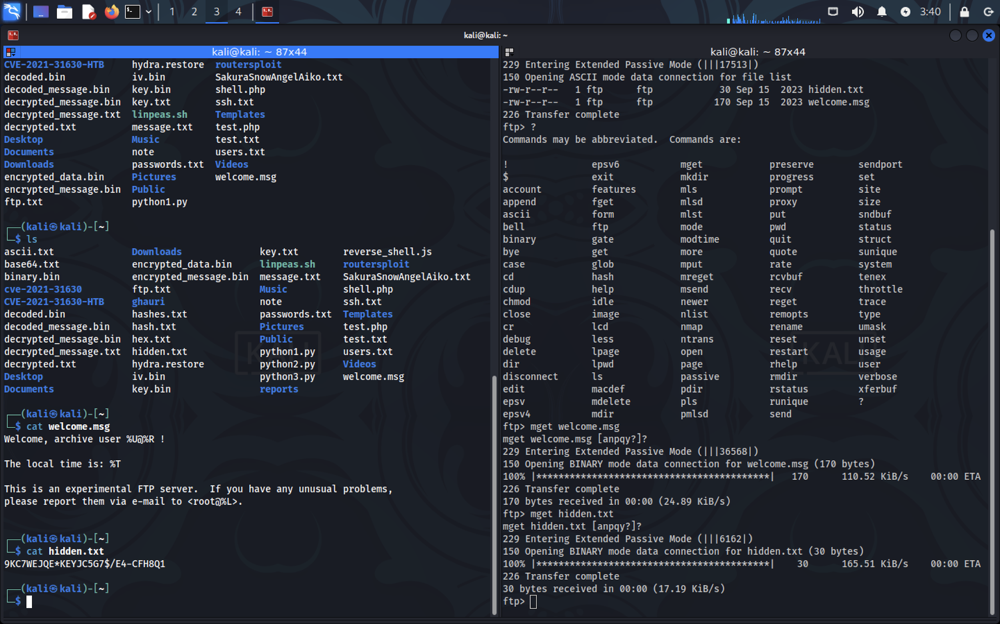 1 2 3 4 3:40
kali@kali: ~
kali@kali: ~ 87x44
CVE-2021-31630-HTB hydra.restore routersploit
decoded.bin iv.bin SakuraSnowAngelAiko.txt
decoded_message.bin key.bin shell.php
decrypted_message.bin key.txt ssh.txt
decrypted_message.txt linpeas.sh Templates
decrypted.txt message.txt test.php
Desktop Music test.txt
Documents note users.txt
Downloads passwords.txt Videos
encrypted_data.bin Pictures welcome.msg
encrypted_message.bin Public
ftp.txt python1.py
┌──(kali㉿kali)-[~]
└─$ ls
ascii.txt Downloads key.txt reverse_shell.js
base64.txt encrypted_data.bin linpeas.sh routersploit
binary.bin encrypted_message.bin message.txt SakuraSnowAngelAiko.txt
cve-2021-31630 ftp.txt Music shell.php
CVE-2021-31630-HTB ghauri note ssh.txt
decoded.bin hashes.txt passwords.txt Templates
decoded_message.bin hash.txt Pictures test.php
decrypted_message.bin hex.txt Public test.txt
decrypted_message.txt hidden.txt python1.py users.txt
decrypted.txt hydra.restore python2.py Videos
Desktop iv.bin python3.py welcome.msg
Documents key.bin reports
┌──(kali㉿kali)-[~]
└─$ cat welcome.msg
Welcome, archive user %U@%R !
The local time is: %T
This is an experimental FTP server.  If you have any unusual problems,
please report them via e-mail to <root@%L>.
┌──(kali㉿kali)-[~]
└─$ cat hidden.txt
9KC7WEJQE*KEYJC5G7$/E4-CFH8Q1
┌──(kali㉿kali)-[~]
└─$
kali@kali: ~ 87x44
229 Entering Extended Passive Mode (|||17513|)
150 Opening ASCII mode data connection for file list
-rw-r--r-- 1 ftp ftp 30 Sep 15 2023 hidden.txt
-rw-r--r-- 1 ftp ftp 170 Sep 15 2023 welcome.msg
226 Transfer complete
ftp> ?
Commands may be abbreviated.  Commands are:
! epsv6 mget preserve sendport
$ exit mkdir progress set
account features mls prompt site
append fget mlsd proxy size
ascii form mlst put sndbuf
bell ftp mode pwd status
binary gate modtime quit struct
bye get more quote sunique
case glob mput rate system
cd hash mreget rcvbuf tenex
cdup help msend recv throttle
chmod idle newer reget trace
close image nlist remopts type
cr lcd nmap rename umask
debug less ntrans reset unset
delete lpage open restart usage
dir lpwd page rhelp user
disconnect ls passive rmdir verbose
edit macdef pdir rstatus xferbuf
epsv mdelete pls runique ?
epsv4 mdir pmlsd send
ftp> mget welcome.msg
mget welcome.msg [anpqy?]?
229 Entering Extended Passive Mode (|||36568|)
150 Opening BINARY mode data connection for welcome.msg (170 bytes)
100% |******************************************| 170 110.52 KiB/s 00:00 ETA
226 Transfer complete
170 bytes received in 00:00 (24.89 KiB/s)
ftp> mget hidden.txt
mget hidden.txt [anpqy?]?
229 Entering Extended Passive Mode (|||6162|)
150 Opening BINARY mode data connection for hidden.txt (30 bytes)
100% |******************************************| 30 165.51 KiB/s 00:00 ETA
226 Transfer complete
30 bytes received in 00:00 (17.19 KiB/s)
ftp>
KALI
KALI